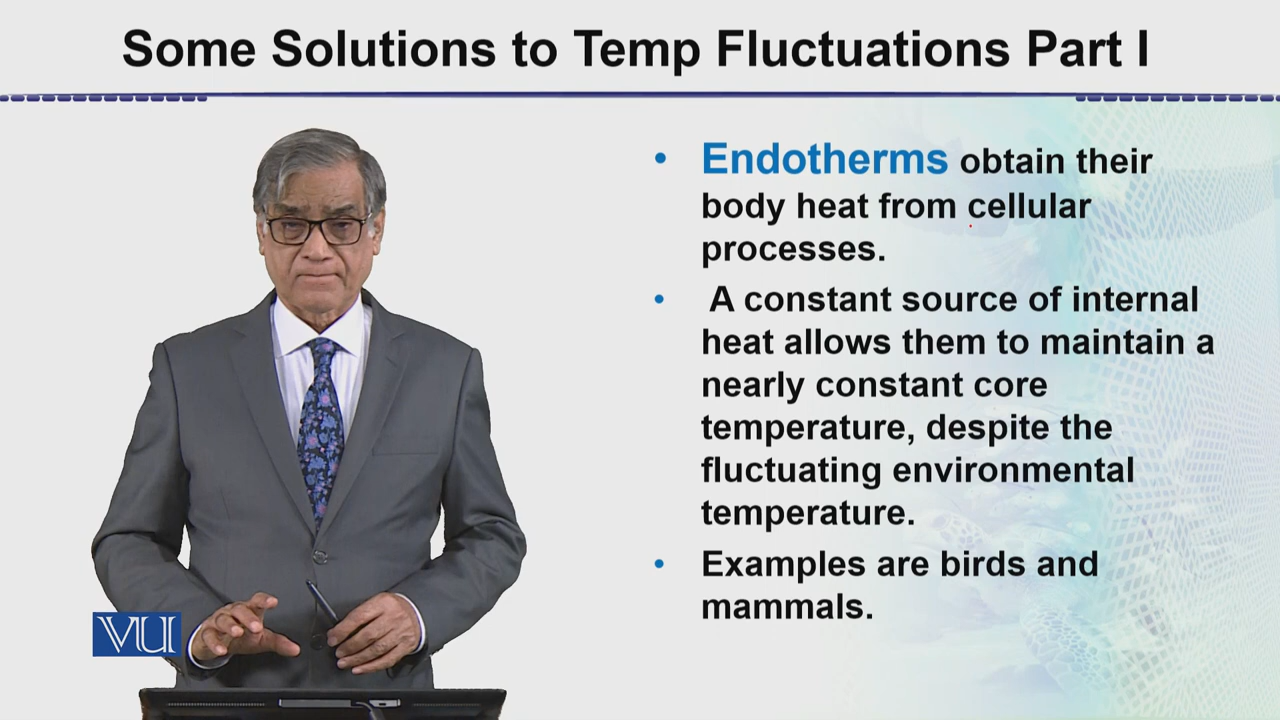 Some Solutions to Temp Fluctuations Part I
• Endotherms obtain their
body heat from cellular
processes.
• A constant source of internal
heat allows them to maintain a
nearly constant core
temperature, despite the
fluctuating environmental
temperature.
• Examples are birds and
mammals.
VU